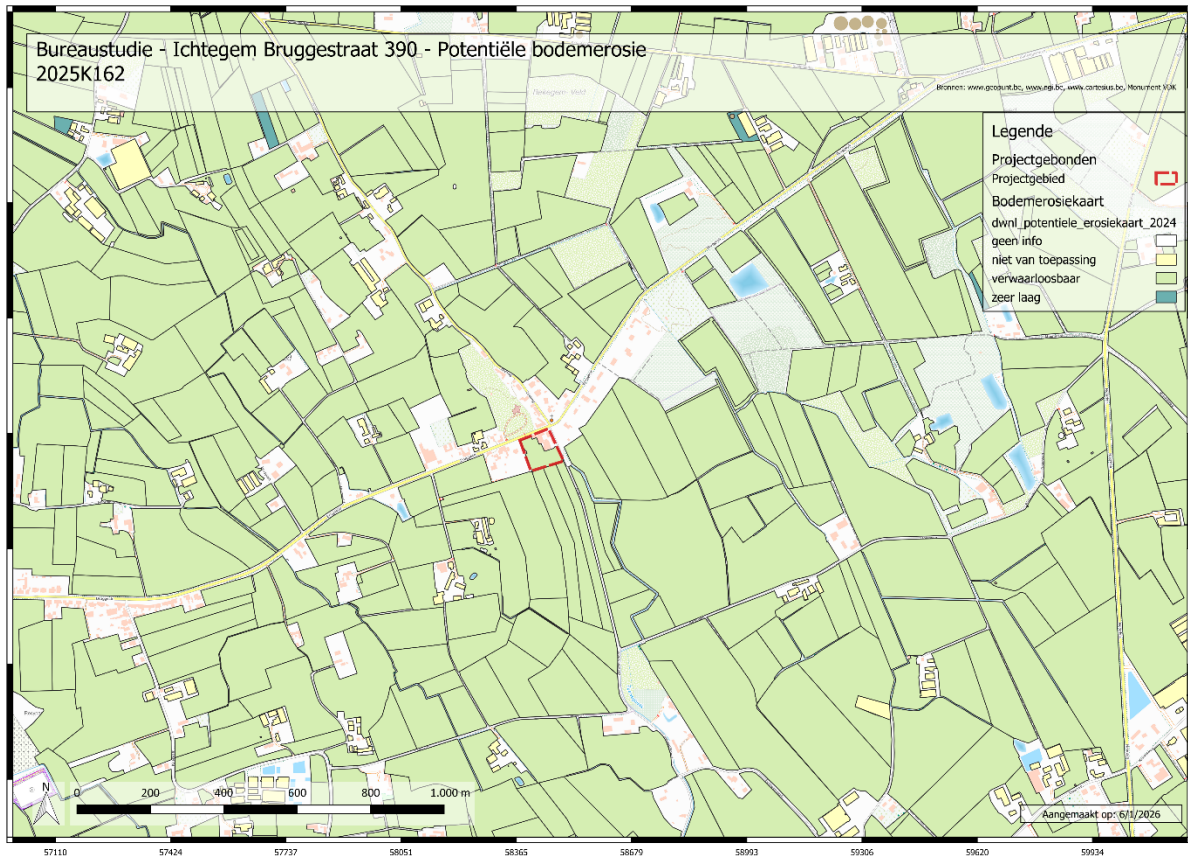 Bureaustudie - Ichtegem Bruggestraat 390 - Potentiële bodemerosie
2025K162
Bronnen: www.geopunt.be, www.ngi.be, www.cartesius.be, Monument VOK
Legende
Projectgebonden
Projectgebied
Bodemerosiekaart
dwnl_potentiele_erosiekaart_2024
geen info
niet van toepassing
verwaarloosbaar
zeer laag
N
0 200 400 600 800 1.000 m
Aangemaakt op: 6/1/2026
57110 57424 57737 58051 58365 58679 58993 59306 59620 59934